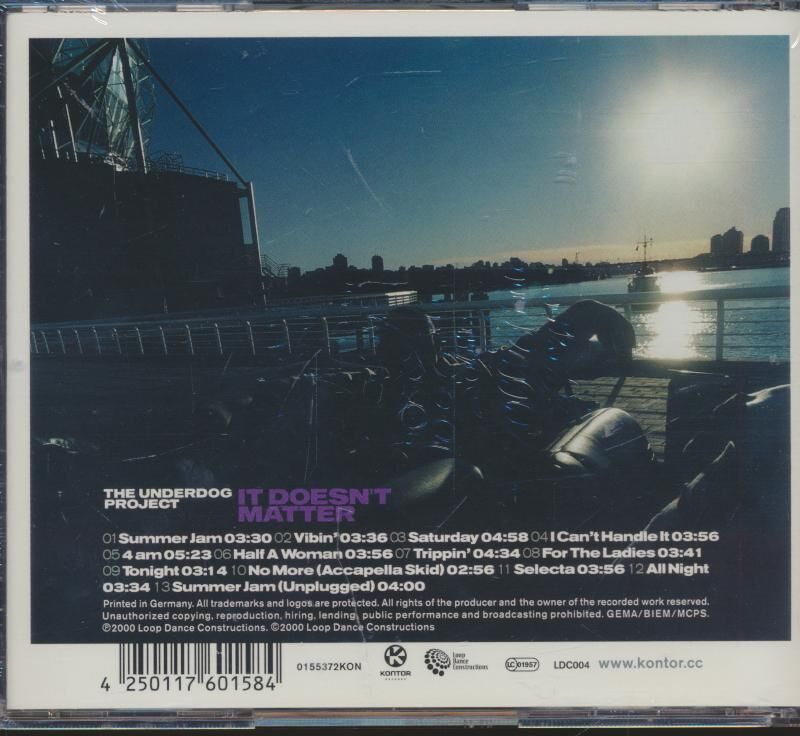 THE UNDERDOG
PROJECT
IT DOESN'T
MATTER
01 Summer Jam 03:30 02 Vibin' 03:36 03 Saturday 04:58 04 I Can't Handle It 03:56
05 4 am 05:23 06 Half A Woman 03:56 07 Trippin' 04:34 08 For The Ladies 03:41
09 Tonight 03:14 10 No More (Accapella Skid) 02:56 11 Selecta 03:56 12 All Night
03:34 13 Summer Jam (Unplugged) 04:00
Printed in Germany. All trademarks and logos are protected. All rights of the producer and the owner of the recorded work reserved.
Unauthorized copying, reproduction, hiring, lending, public performance and broadcasting prohibited. GEMA/BIEM/MCPS.
℗2000 Loop Dance Constructions. ©2000 Loop Dance Constructions
4 250117 601584
0155372KON
K
KONTOR
RECORDS
Loop
Dance
Constructions
LC 01957
LDC004
www.kontor.cc